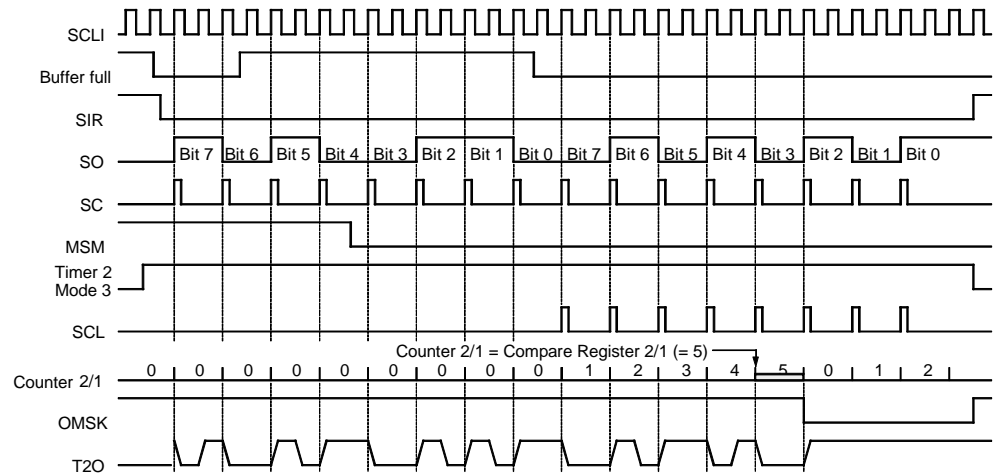 SCLI
Buffer full
SIR
SO
Bit 7 Bit 6 Bit 5 Bit 4 Bit 3 Bit 2 Bit 1 Bit 0 Bit 7 Bit 6 Bit 5 Bit 4 Bit 3 Bit 2 Bit 1 Bit 0
SC
MSM
Timer 2
Mode 3
SCL
Counter 2/1 = Compare Register 2/1 (= 5)
Counter 2/1
0 0 0 0 0 0 0 0 0 1 2 3 4 5 0 1 2
OMSK
T2O